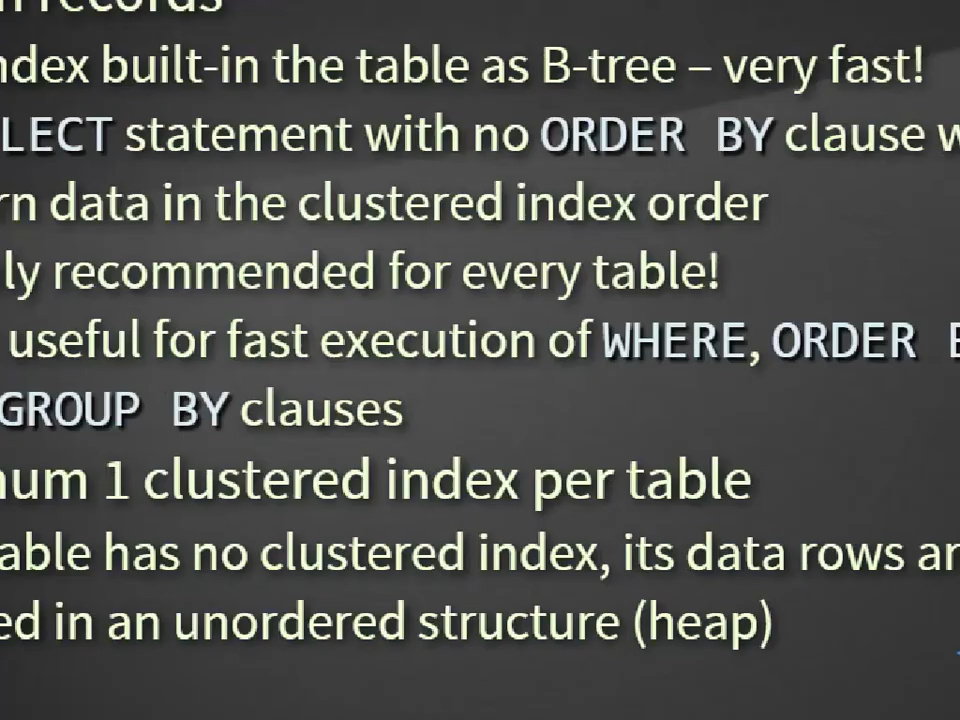 records
ndex built-in the table as B-tree – very fast!
LECT statement with no ORDER BY clause w
rn data in the clustered index order
ly recommended for every table!
useful for fast execution of WHERE, ORDER B
GROUP BY clauses
num 1 clustered index per table
able has no clustered index, its data rows ar
ed in an unordered structure (heap)